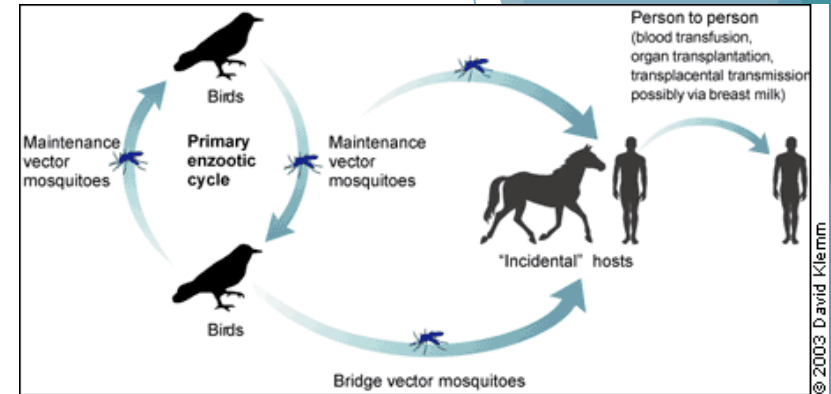 Person to person
(blood transfusion,
organ transplantation,
transplacental transmission
possibly via breast milk)
Birds
Maintenance
vector
mosquitoes
Primary
enzootic
cycle
Maintenance
vector
mosquitoes
"Incidental" hosts
Birds
Bridge vector mosquitoes
© 2003 David Klemm